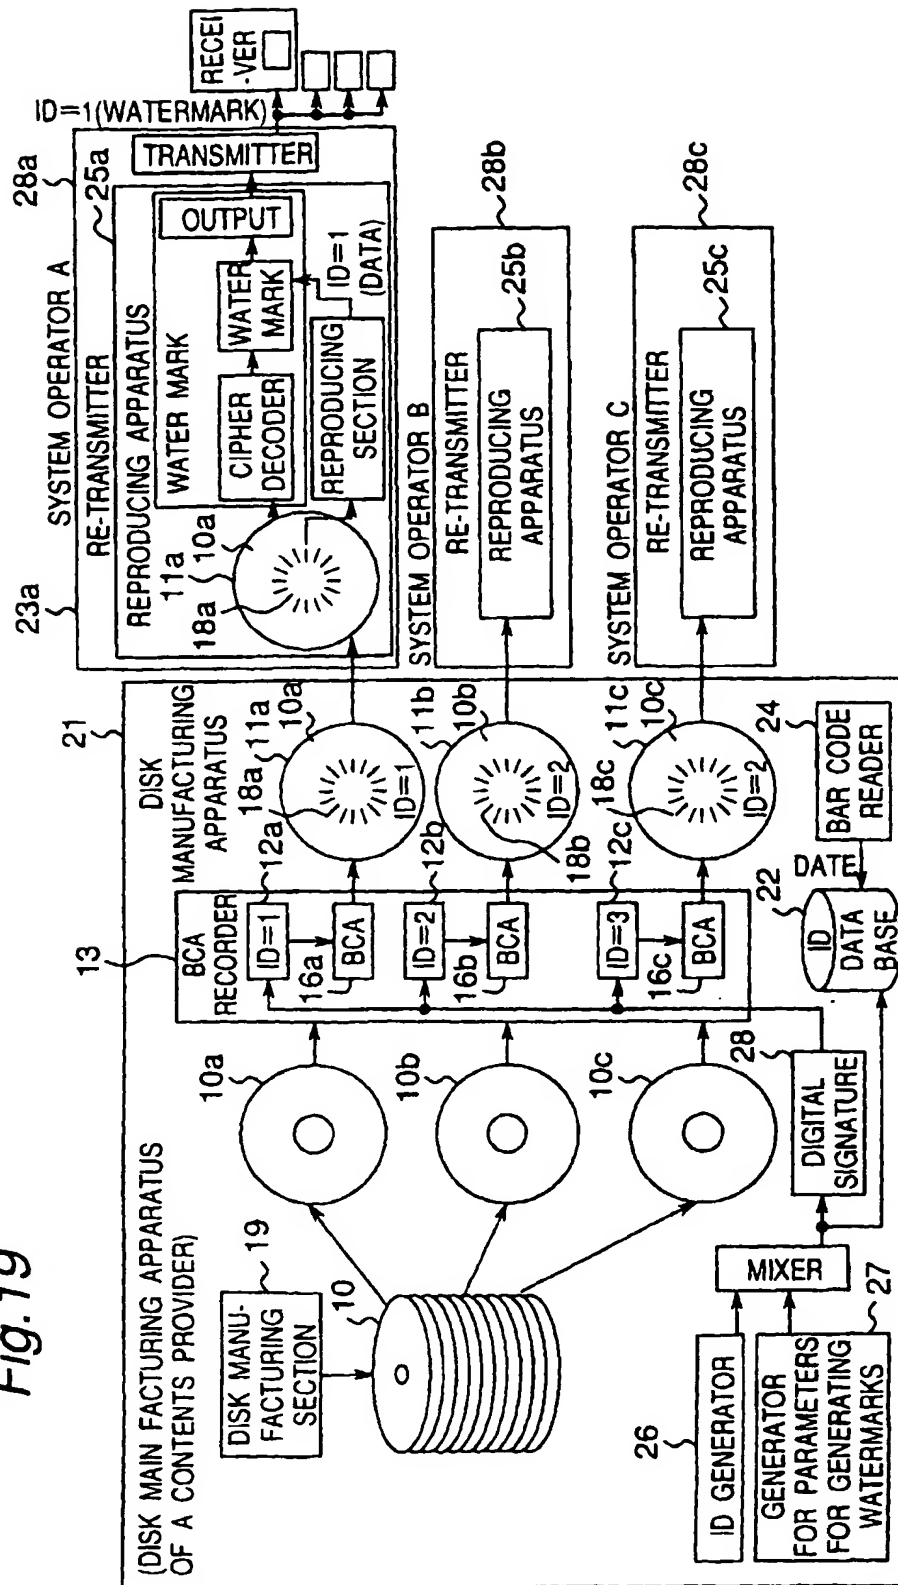 Fig.19
(DISK MAIN FACTURING APPARATUS
OF A CONTENTS PROVIDER)
21
DISK
MANUFACTURING
APPARATUS
DISK MANU-
FACTURING
SECTION
19
10
10a
10b
10c
13
BCA
RECORDER
ID=1
12a
16a
BCA
ID=2
12b
16b
BCA
ID=3
12c
16c
BCA
18a
11a
10a
ID=1
11b
10b
18b
ID=2
18c
11c
10c
ID=2
26
ID GENERATOR
GENERATOR
FOR PARAMETERS
FOR GENERATING
WATERMARKS
27
MIXER
DIGITAL
SIGNATURE
28
22
ID
DATA
BASE
DATE
BAR CODE
READER
24
23a
SYSTEM OPERATOR A
28a
RE-TRANSMITTER
25a
REPRODUCING APPARATUS
WATER MARK
11a
10a
18a
CIPHER
DECODER
WATER
MARK
OUTPUT
REPRODUCING
SECTION
ID=1
(DATA)
TRANSMITTER
ID=1(WATERMARK)
RECEI
-VER
SYSTEM OPERATOR B
28b
RE-TRANSMITTER
REPRODUCING
APPARATUS
25b
SYSTEM OPERATOR C
28c
RE-TRANSMITTER
REPRODUCING
APPARATUS
25c